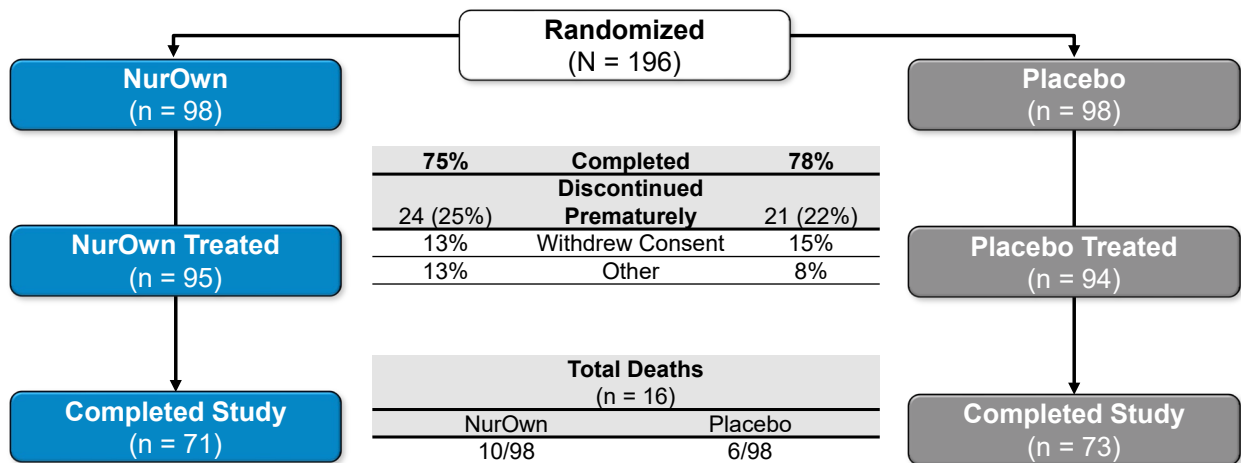 Randomized
(N = 196)
NurOwn
(n = 98)
Placebo
(n = 98)
75% Completed 78%
Discontinued
24 (25%) Prematurely 21 (22%)
13% Withdrew Consent 15%
13% Other 8%
NurOwn Treated
(n = 95)
Placebo Treated
(n = 94)
Total Deaths
(n = 16)
NurOwn Placebo
10/98 6/98
Completed Study
(n = 71)
Completed Study
(n = 73)